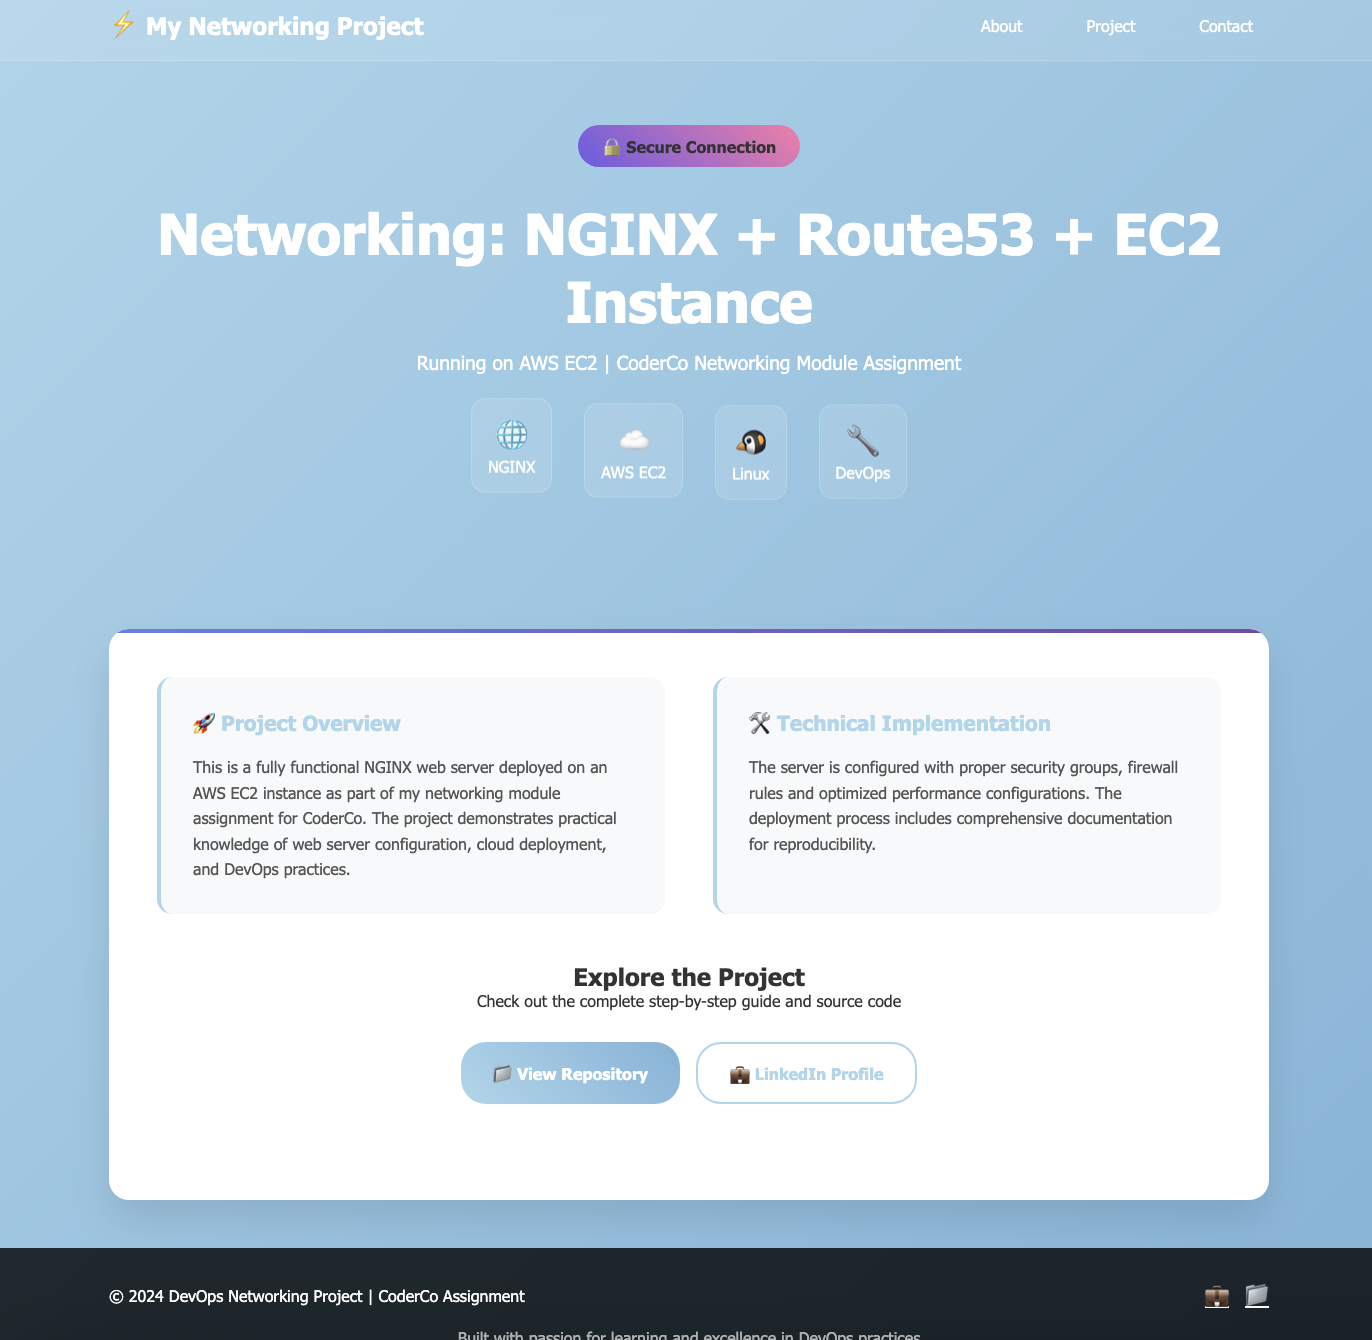 ⚡ My Networking Project
About Project Contact
🔒 Secure Connection
Networking: NGINX + Route53 + EC2
Instance
Running on AWS EC2 | CoderCo Networking Module Assignment
NGINX
AWS EC2
Linux
DevOps
🚀 Project Overview
This is a fully functional NGINX web server deployed on an
AWS EC2 instance as part of my networking module
assignment for CoderCo. The project demonstrates practical
knowledge of web server configuration, cloud deployment,
and DevOps practices.
🛠️ Technical Implementation
The server is configured with proper security groups, firewall
rules and optimized performance configurations. The
deployment process includes comprehensive documentation
for reproducibility.
Explore the Project
Check out the complete step-by-step guide and source code
📁 View Repository
💼 LinkedIn Profile
© 2024 DevOps Networking Project | CoderCo Assignment
Built with passion for learning and excellence in DevOps practices